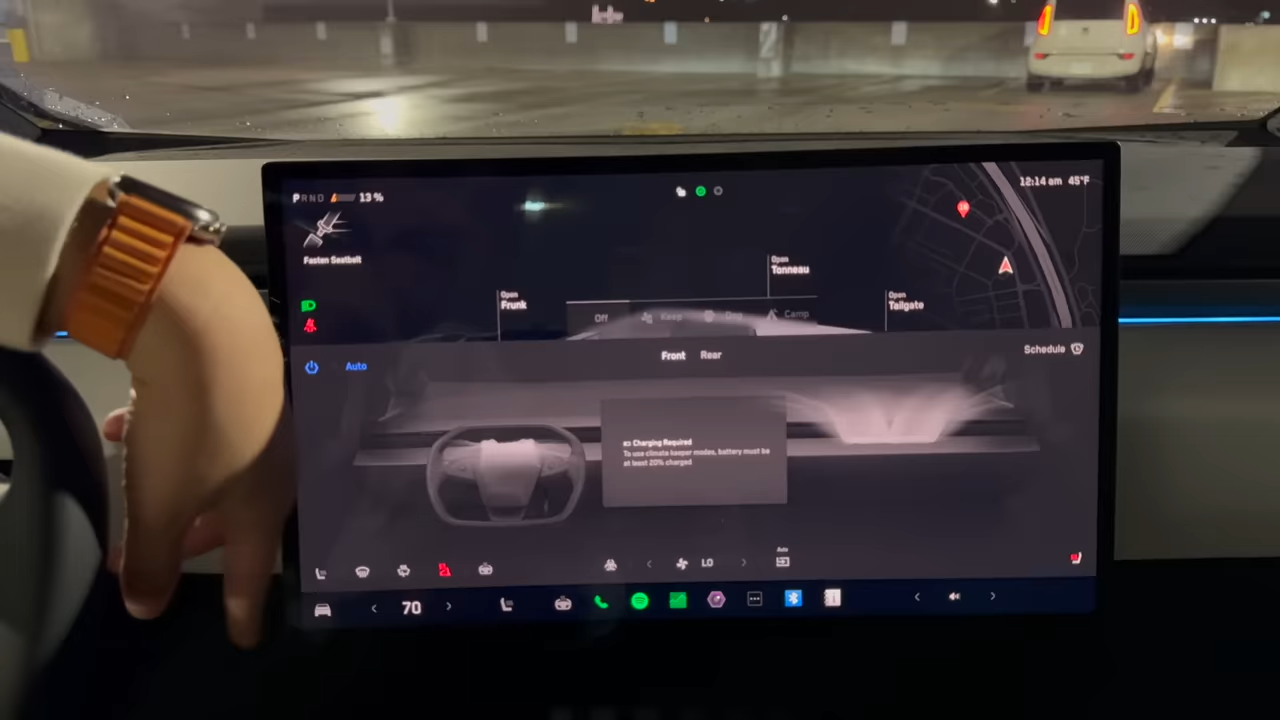 PRND 13 %
12:14 am 45°F
Fasten Seatbelt
Open
Tonneau
Open
Frunk
Open
Tailgate
Off Keep Dog Camp
Front Rear
Schedule
Auto
Charging Required
To use climate keeper modes, battery must be
at least 20% charged
Auto
LO
70